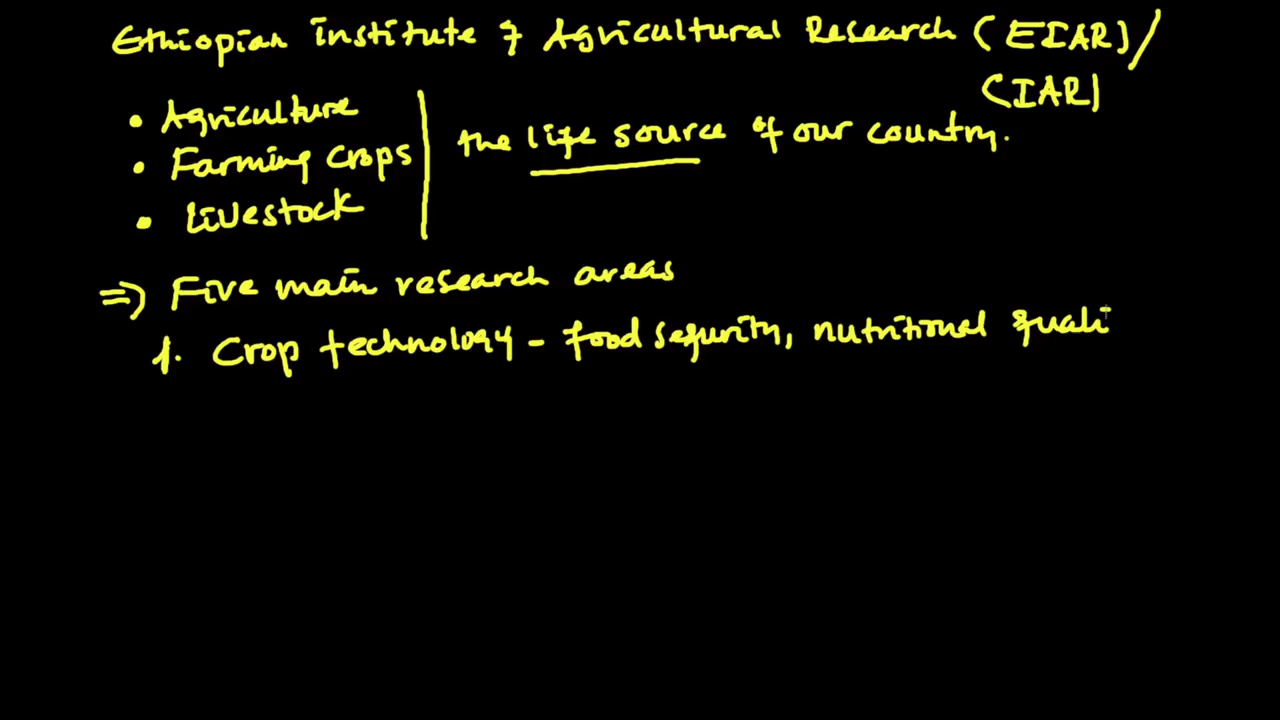 Ethiopian institute of Agricultural Research (EIAR)/
(IAR)
• Agriculture
• Farming crops
• Livestock
the life source of our country.
⇒ Five main research areas
1. Crop technology - food sequrity, nutritional quali